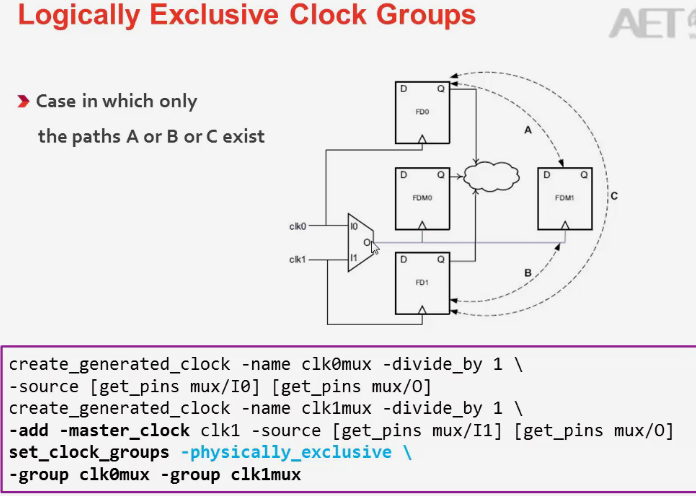 Logically Exclusive Clock Groups
AET
Case in which only
the paths A or B or C exist
D Q
FD0
A
D Q
FDM0
D Q
FDM1
C
clk0
I0
O
clk1
I1
D Q
FD1
B
create_generated_clock -name clk0mux -divide_by 1 \
-source [get_pins mux/I0] [get_pins mux/O]
create_generated_clock -name clk1mux -divide_by 1 \
-add -master_clock clk1 -source [get_pins mux/I1] [get_pins mux/O]
set_clock_groups -physically_exclusive \
-group clk0mux -group clk1mux